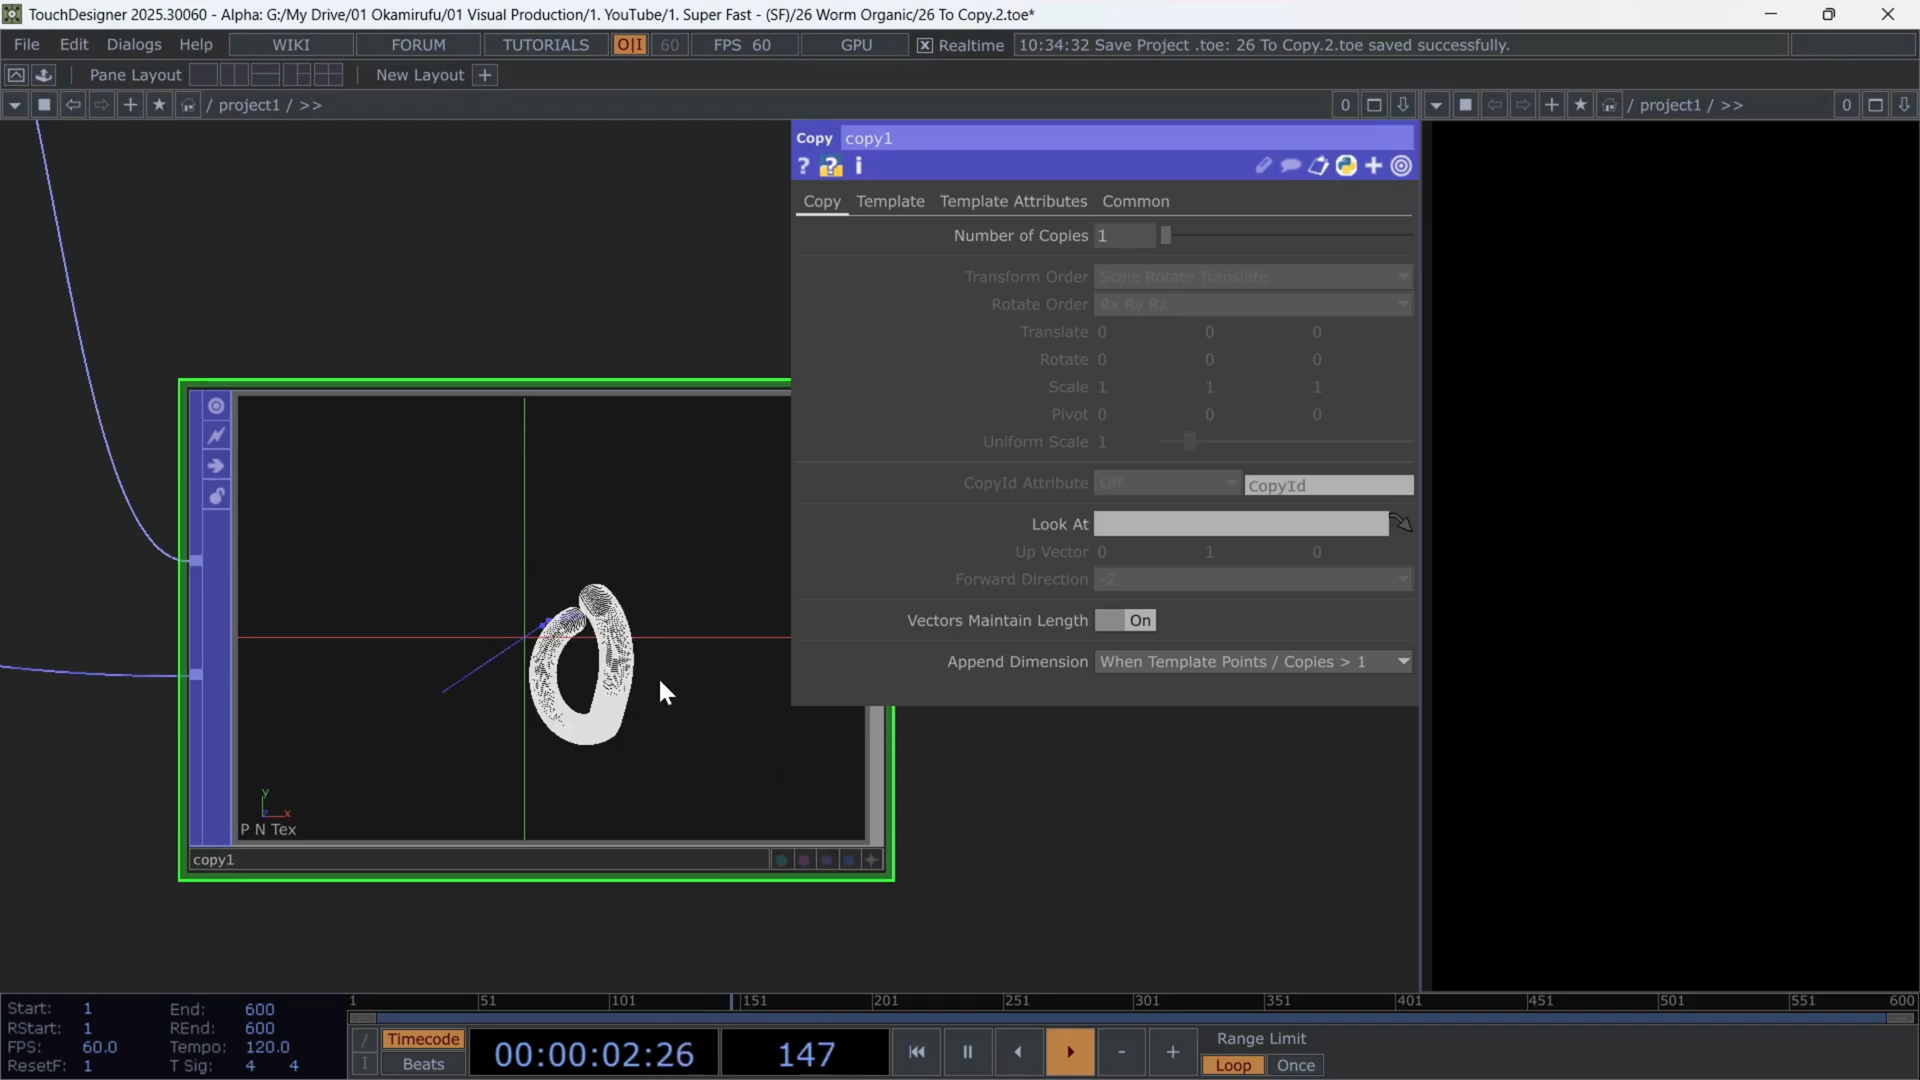 TouchDesigner 2025.30060 - Alpha: G:/My Drive/01 Okamirufu/01 Visual Production/1. YouTube/1. Super Fast - (SF)/26 Worm Organic/26 To Copy.2.toe*
File Edit Dialogs Help WIKI FORUM TUTORIALS O|I 60 FPS 60 GPU X Realtime 10:34:32 Save Project .toe: 26 To Copy.2.toe saved successfully.
Pane Layout New Layout +
/ project1 / >> 0 / project1 / >> 0
Copy copy1
? ? i
Copy Template Template Attributes Common
Number of Copies 1
Transform Order Scale Rotate Translate
Rotate Order Rx Ry Rz
Translate 0 0 0
Rotate 0 0 0
Scale 1 1 1
Pivot 0 0 0
Uniform Scale 1
CopyId Attribute Off CopyId
Look At
Up Vector 0 1 0
Forward Direction -Z
Vectors Maintain Length On
Append Dimension When Template Points / Copies > 1
y
z x
P N Tex
copy1
Start: 1 End: 600
RStart: 1 REnd: 600
FPS: 60.0 Tempo: 120.0
ResetF: 1 T Sig: 4 4
1 51 101 151 201 251 301 351 401 451 501 551 600
/ Timecode
I Beats
00:00:02:26 147
- +
Range Limit
Loop Once